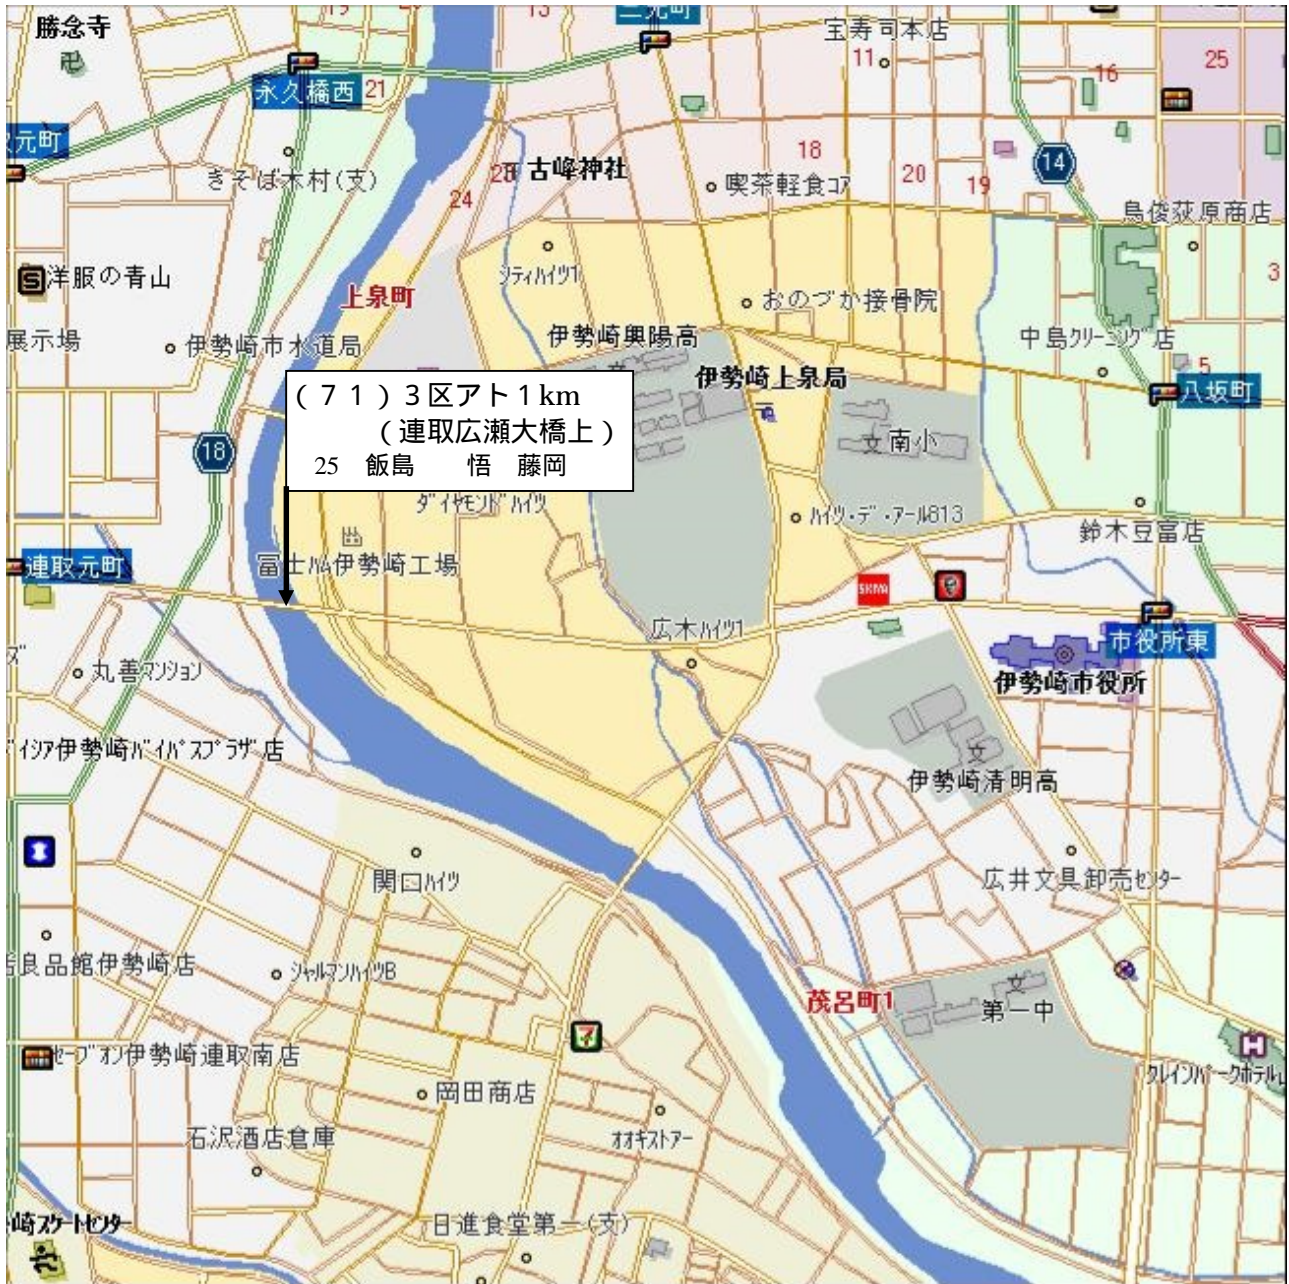 勝念寺
三光町
宝寿司本店
13
11
16
25
永久橋西
21
元町
きそば木村(支)
古峰神社
23
24
18
喫茶軽食コア
20
19
14
鳥俊荻原商店
洋服の青山
シティハイツ1
3
上泉町
おのづか接骨院
展示場
伊勢崎市水道局
伊勢崎興陽高
中島クリーニング店
伊勢崎上泉局
5
八坂町
(71)3区アト1km
(連取広瀬大橋上)
25 飯島 悟 藤岡
18
南小
ダイヤモンドハイツ
ハイツ・デ・アール813
鈴木豆富店
連取元町
冨士ハム伊勢崎工場
広木ハイツ1
市役所東
丸善マンション
伊勢崎市役所
イシア伊勢崎バイパスプラザ店
伊勢崎清明高
関口ハイツ
広井文具卸売センター
良品館伊勢崎店
シャルマンハイツB
茂呂町1
第一中
H
セーブオン伊勢崎連取南店
クレインパークホテル
岡田商店
石沢酒店倉庫
オオキストアー
崎スケートセンター
日進食堂第一(支)